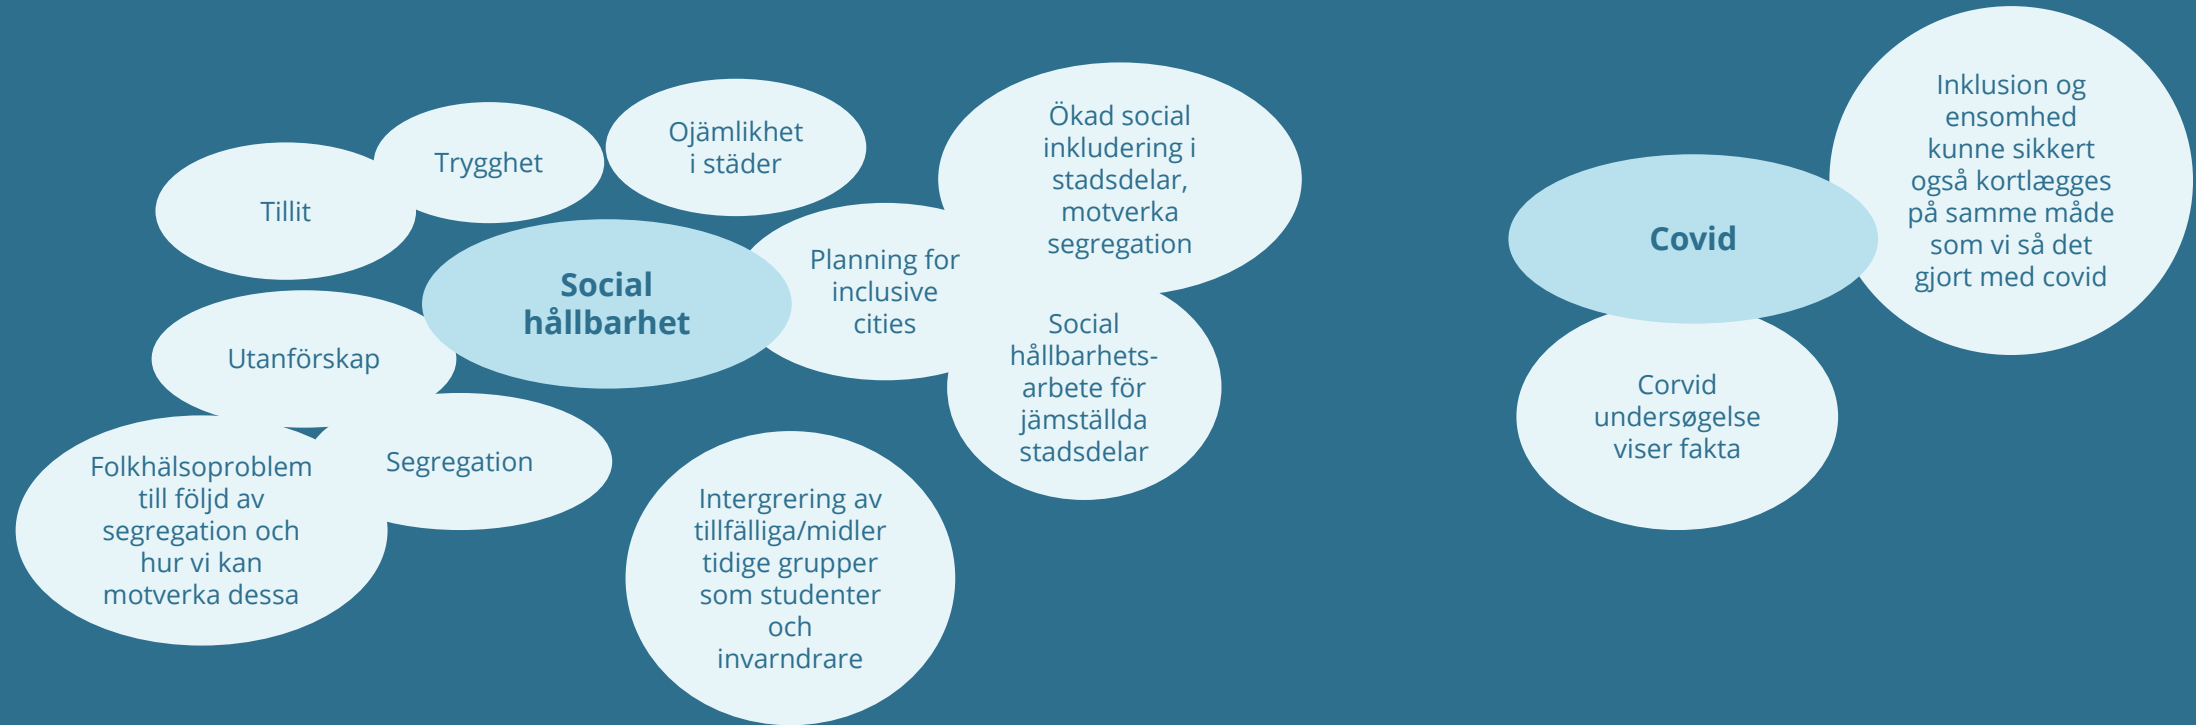 Tillit
Trygghet
Ojämlikhet
i städer
Social
hållbarhet
Planning for
inclusive
cities
Ökad social
inkludering i
stadsdelar,
motverka
segregation
Social
hållbarhets-
arbete för
jämställda
stadsdelar
Utanförskap
Segregation
Folkhälsoproblem
till följd av
segregation och
hur vi kan
motverka dessa
Intergrering av
tillfälliga/midler
tidige grupper
som studenter
och
invarndrare
Covid
Inklusion og
ensomhed
kunne sikkert
også kortlægges
på samme måde
som vi så det
gjort med covid
Corvid
undersøgelse
viser fakta